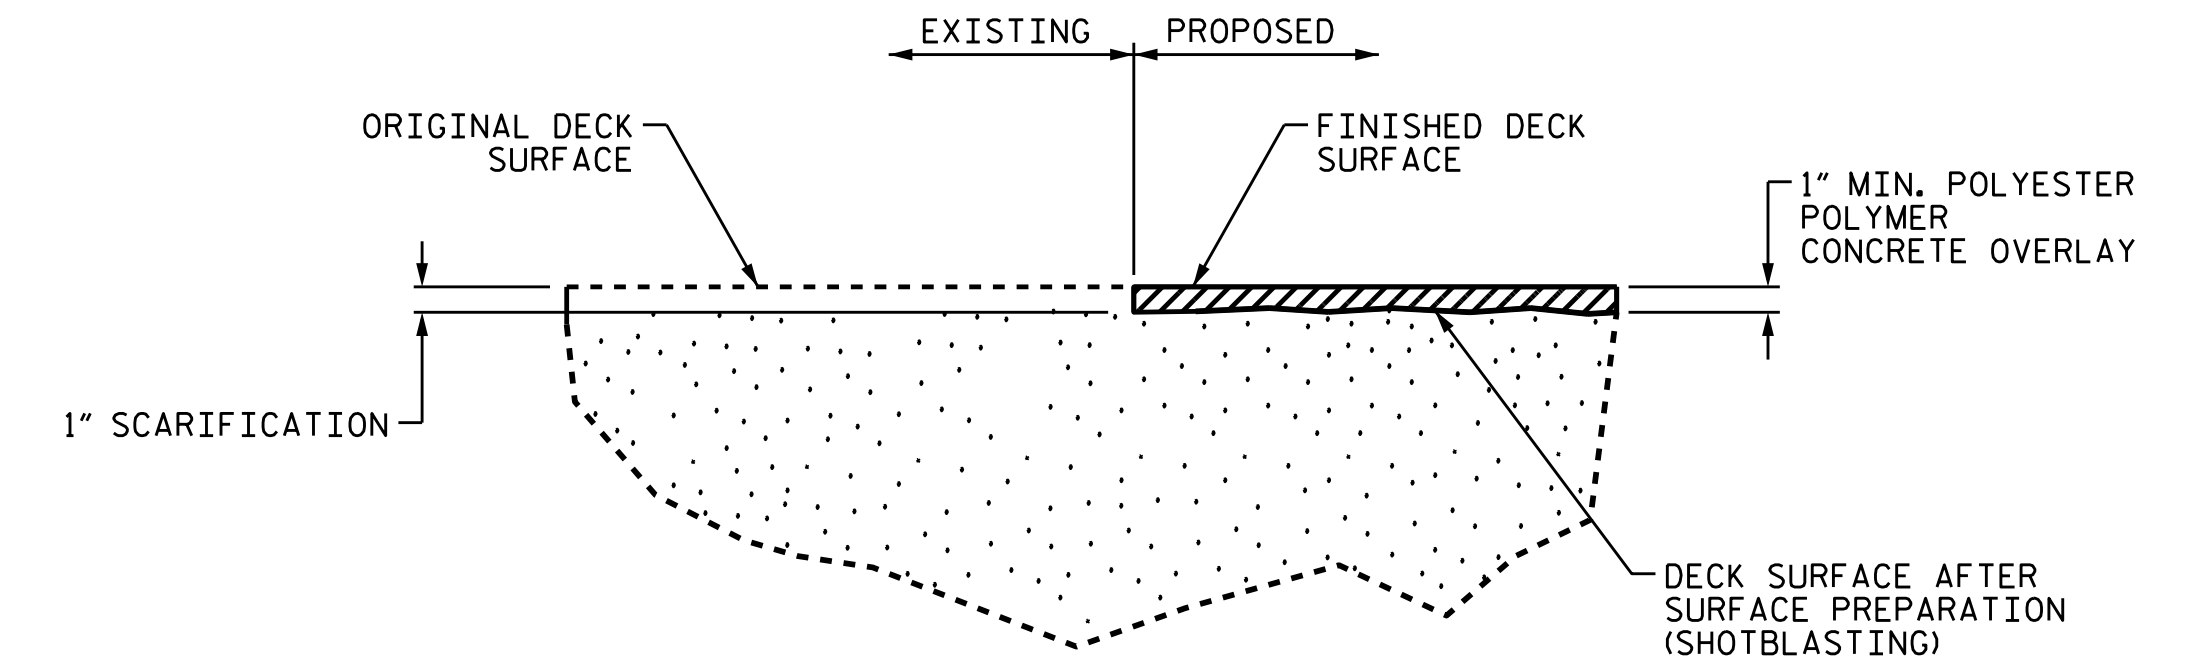 EXISTING
PROPOSED
ORIGINAL DECK
SURFACE
FINISHED DECK
SURFACE
1" MIN. POLYESTER
POLYMER
CONCRETE OVERLAY
1" SCARIFICATION
DECK SURFACE AFTER
SURFACE PREPARATION
(SHOTBLASTING)